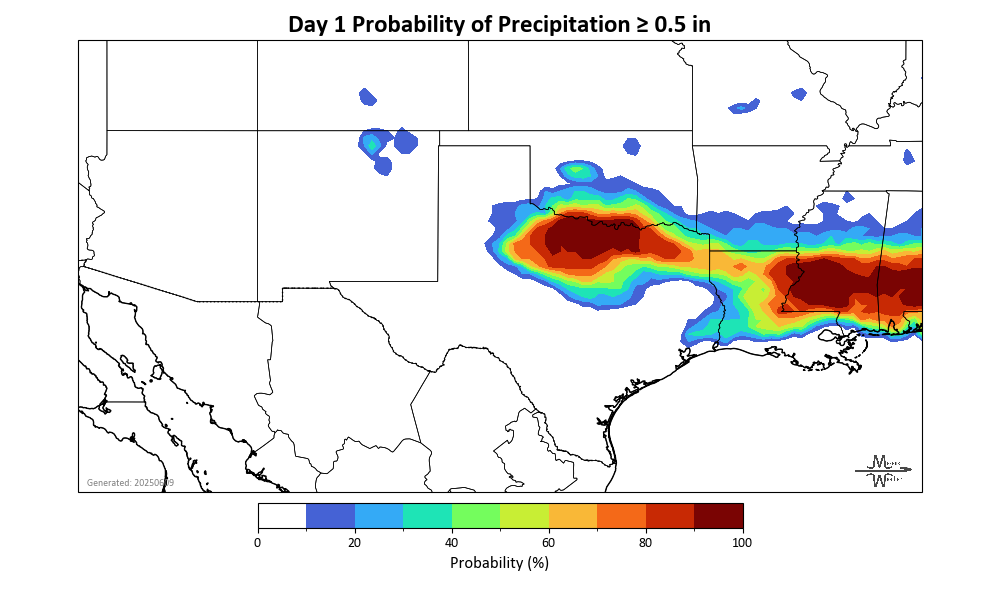 Day 1 Probability of Precipitation ≥ 0.5 in
Generated: 20250609
0 20 40 60 80 100
Probability (%)